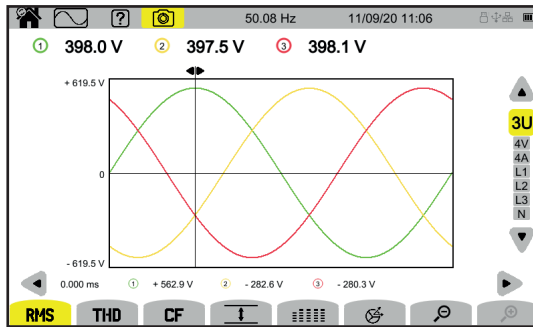 ? 50.08 Hz 11/09/20 11:06
1 398.0 V 2 397.5 V 3 398.1 V
+ 619.5 V
0
- 619.5 V
3U
4V
4A
L1
L2
L3
N
0.000 ms 1 + 562.9 V 2 - 282.6 V 3 - 280.3 V
RMS THD CF